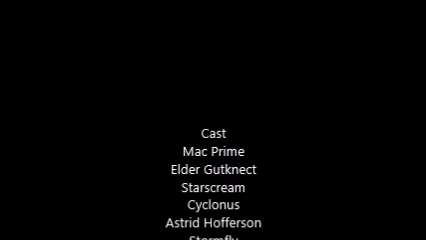 Cast
Mac Prime
Elder Gutknect
Starscream
Cyclonus
Astrid Hofferson